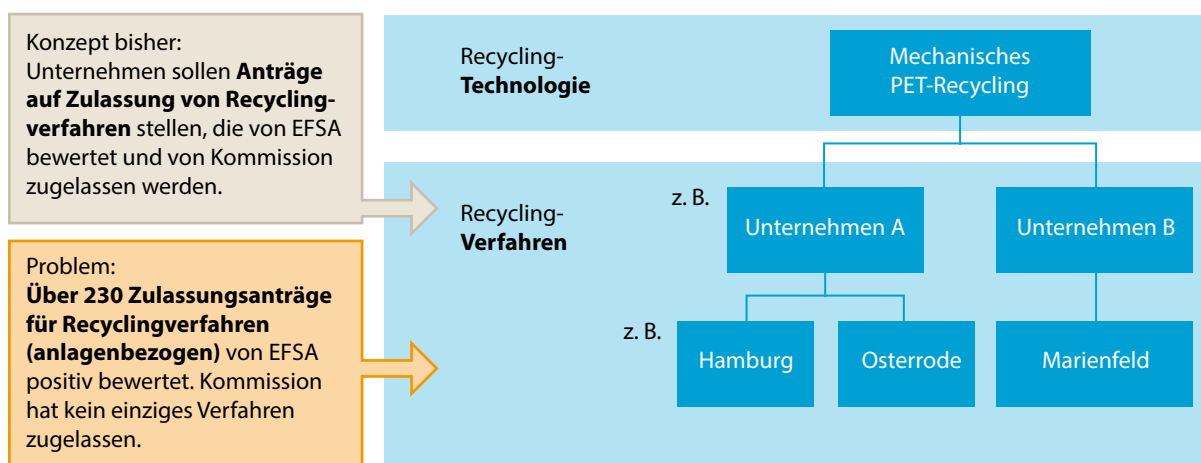 Konzept bisher:
Unternehmen sollen Anträge
auf Zulassung von Recycling-
verfahren stellen, die von EFSA
bewertet und von Kommission
zugelassen werden.
Problem:
Über 230 Zulassungsanträge
für Recyclingverfahren
(anlagenbezogen) von EFSA
positiv bewertet. Kommission
hat kein einziges Verfahren
zugelassen.
Recycling-
Technologie
Mechanisches
PET-Recycling
Recycling-
Verfahren
z. B.
Unternehmen A
Unternehmen B
z. B.
Hamburg
Osterrode
Marienfeld